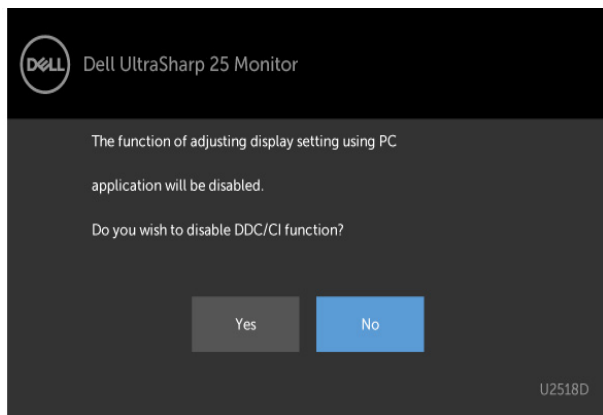 DELL
Dell UltraSharp 25 Monitor
The function of adjusting display setting using PC
application will be disabled.
Do you wish to disable DDC/CI function?
Yes
No
U2518D